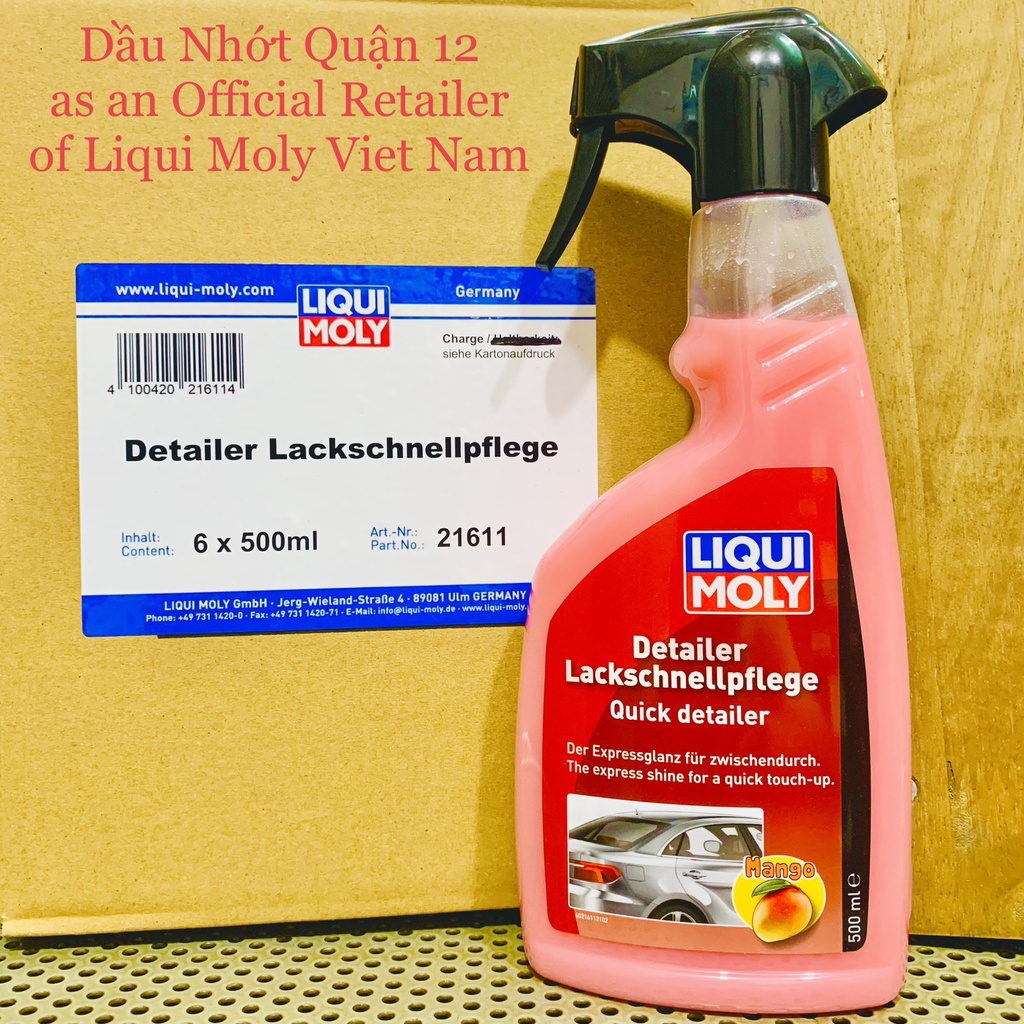 Dầu Nhớt Quận 12
as an Official Retailer
of Liqui Moly Viet Nam
www.liqui-moly.com
LIQUI
MOLY
Germany
Charge /
siehe Kartonaufdruck
4 100420 216114
Detailer Lackschnellpflege
Inhalt:
Content:
6 x 500ml
Art.-Nr.:
Part.No.:
21611
LIQUI MOLY GmbH · Jerg-Wieland-Straße 4 · 89081 Ulm GERMANY
Phone: +49 731 1420-0 · Fax: +49 731 1420-71 · E-Mail: info@liqui-moly.de · www.liqui-moly.
LIQUI
MOLY
Detailer
Lackschnellpflege
Quick detailer
Der Expressglanz für zwischendurch.
The express shine for a quick touch-up.
Mango
500 ml ℮